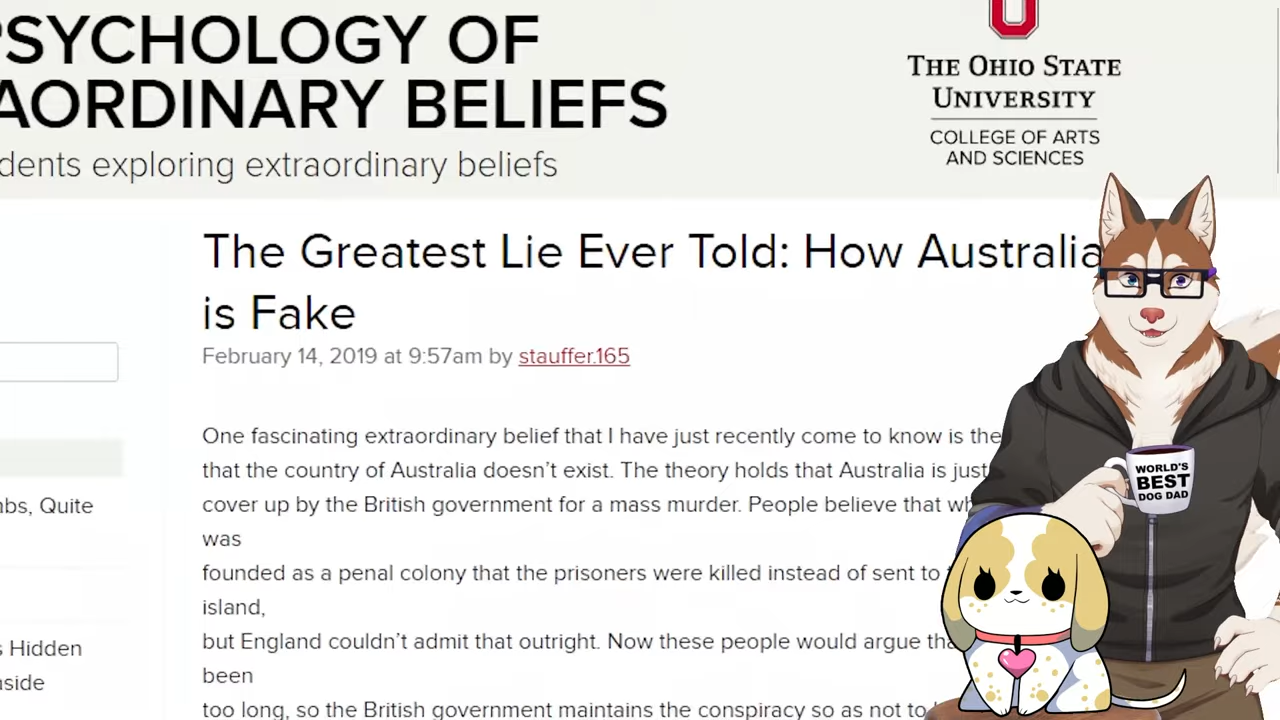 PSYCHOLOGY OF
AORDINARY BELIEFS
dents exploring extraordinary beliefs
THE OHIO STATE
UNIVERSITY
COLLEGE OF ARTS
AND SCIENCES
The Greatest Lie Ever Told: How Australia
is Fake
February 14, 2019 at 9:57am by stauffer.165
One fascinating extraordinary belief that I have just recently come to know is the
that the country of Australia doesn't exist. The theory holds that Australia is just
cover up by the British government for a mass murder. People believe that wh
was
founded as a penal colony that the prisoners were killed instead of sent to
island,
but England couldn't admit that outright. Now these people would argue tha
been
too long, so the British government maintains the conspiracy so as not to
mbs, Quite
s Hidden
nside
WORLD'S
BEST
DOG DAD